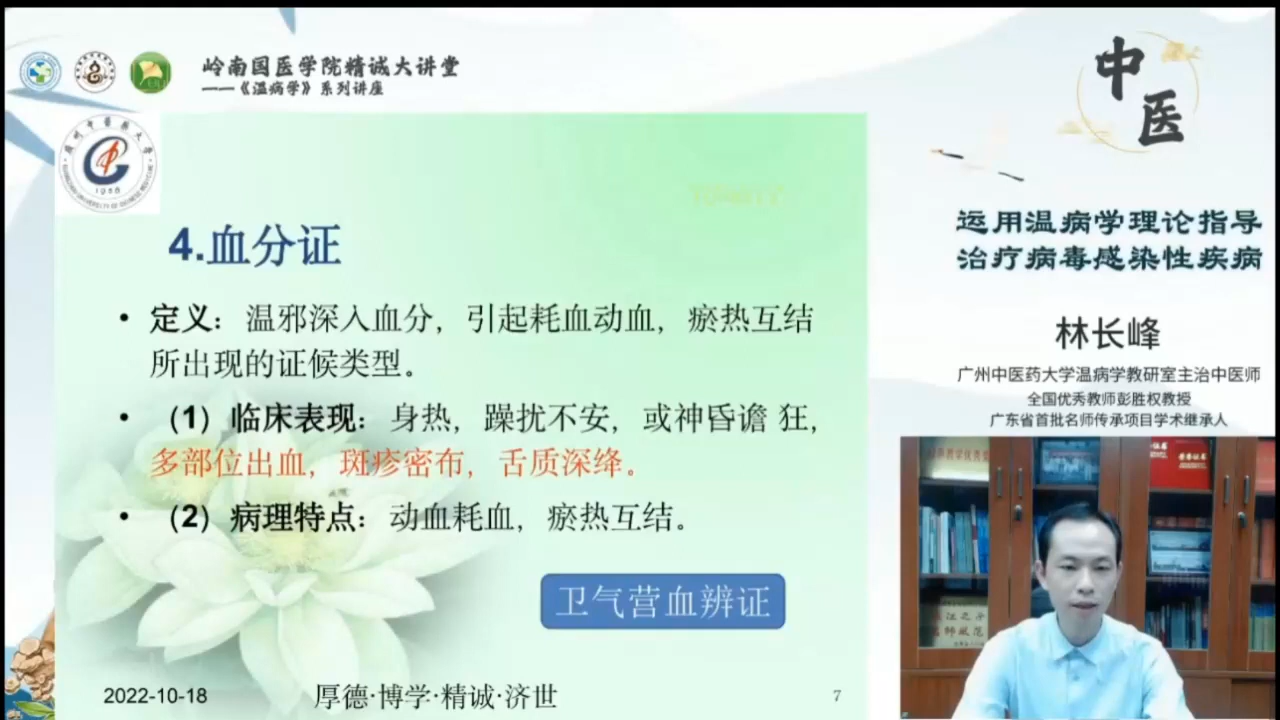 岭南国医学院精诚大讲堂
——《温病学》系列讲座
1956
4.血分证
• 定义：温邪深入血分，引起耗血动血，瘀热互结
所出现的证候类型。
• （1）临床表现：身热，躁扰不安，或神昏谵 狂，
多部位出血，斑疹密布，舌质深绛。
• （2）病理特点：动血耗血，瘀热互结。
卫气营血辨证
2022-10-18
厚德·博学·精诚·济世
7
中医
运用温病学理论指导
治疗病毒感染性疾病
林长峰
广州中医药大学温病学教研室主治中医师
全国优秀教师彭胜权教授
广东省首批名师传承项目学术继承人